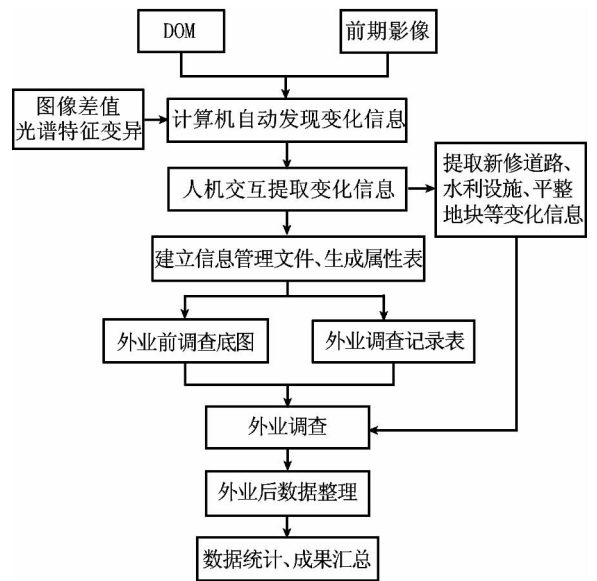 DOM
前期影像
图像差值
光谱特征变异
计算机自动发现变化信息
人机交互提取变化信息
提取新修道路、
水利设施、平整
地块等变化信息
建立信息管理文件、生成属性表
外业前调查底图
外业调查记录表
外业调查
外业后数据整理
数据统计、成果汇总